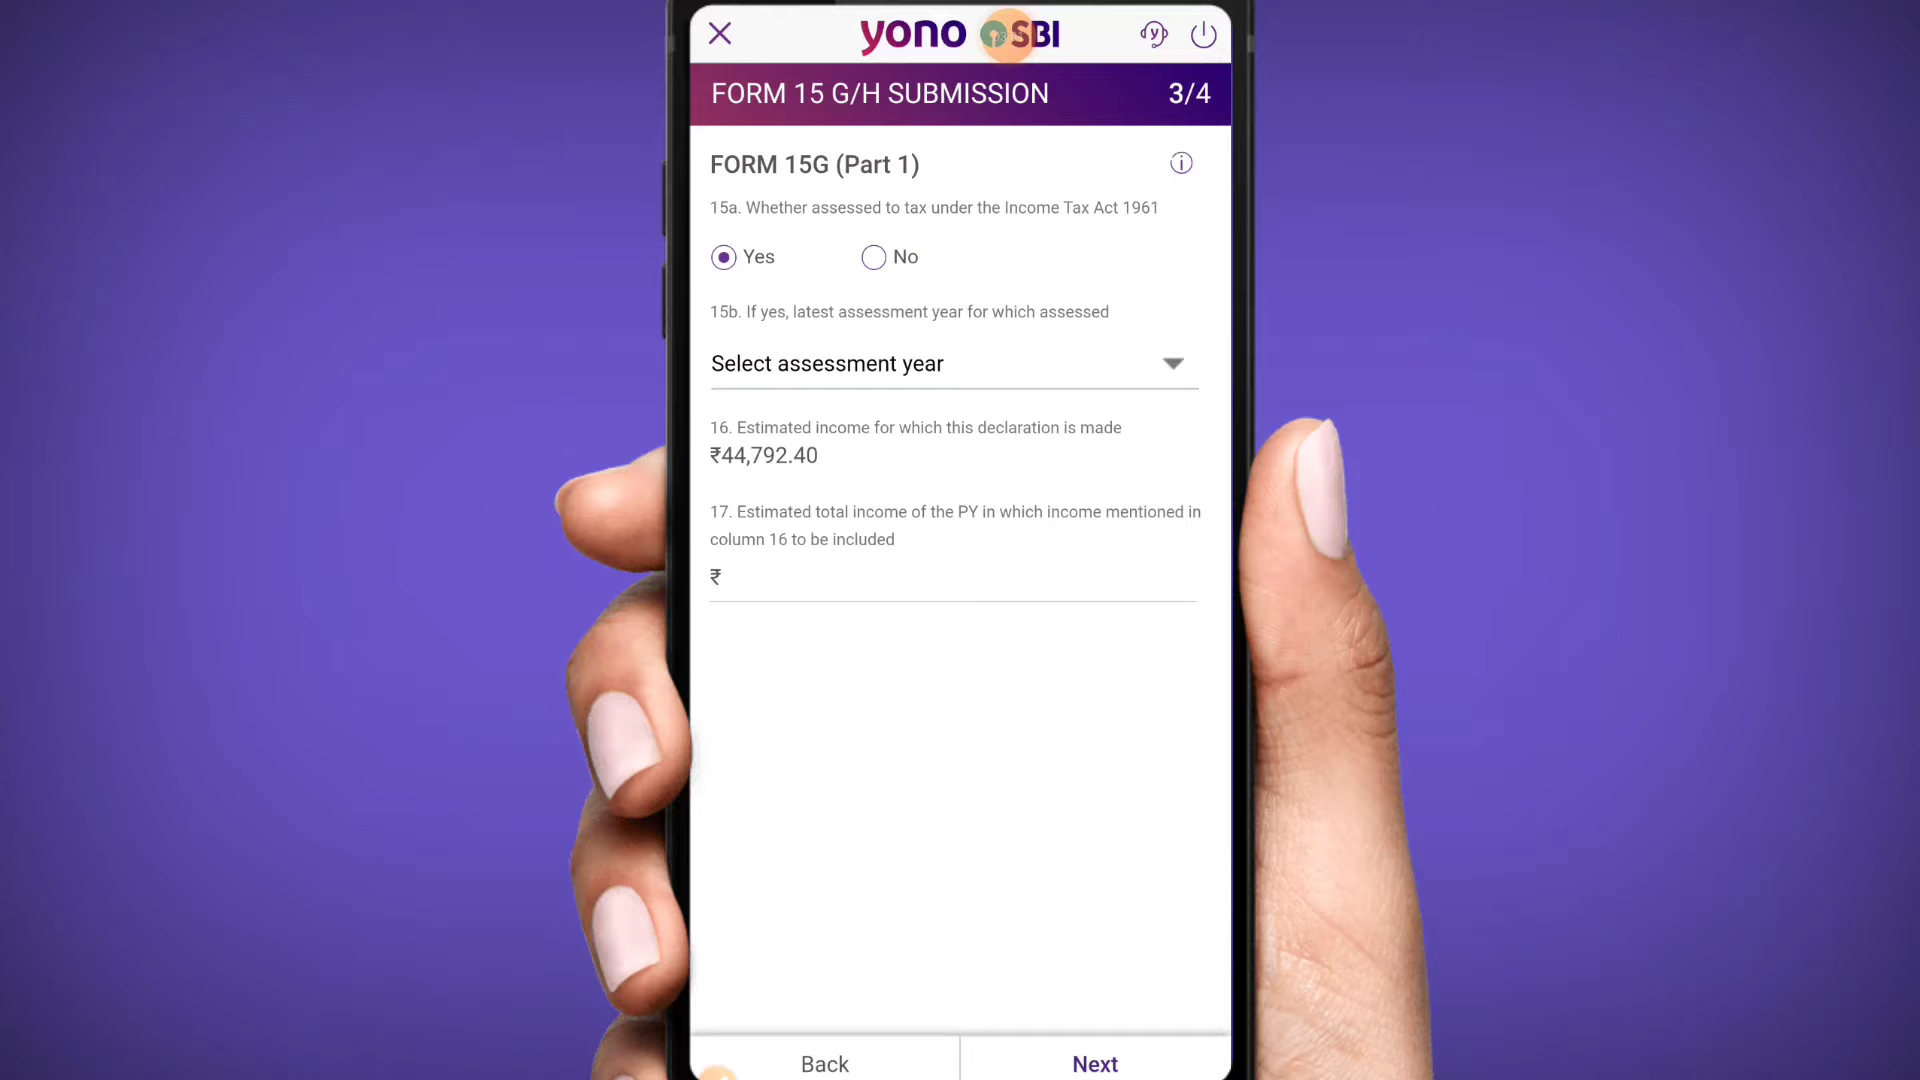 yono SBI
FORM 15 G/H SUBMISSION 3/4
FORM 15G (Part 1)
15a. Whether assessed to tax under the Income Tax Act 1961
Yes No
15b. If yes, latest assessment year for which assessed
Select assessment year
16. Estimated income for which this declaration is made
₹44,792.40
17. Estimated total income of the PY in which income mentioned in
column 16 to be included
₹
Back Next